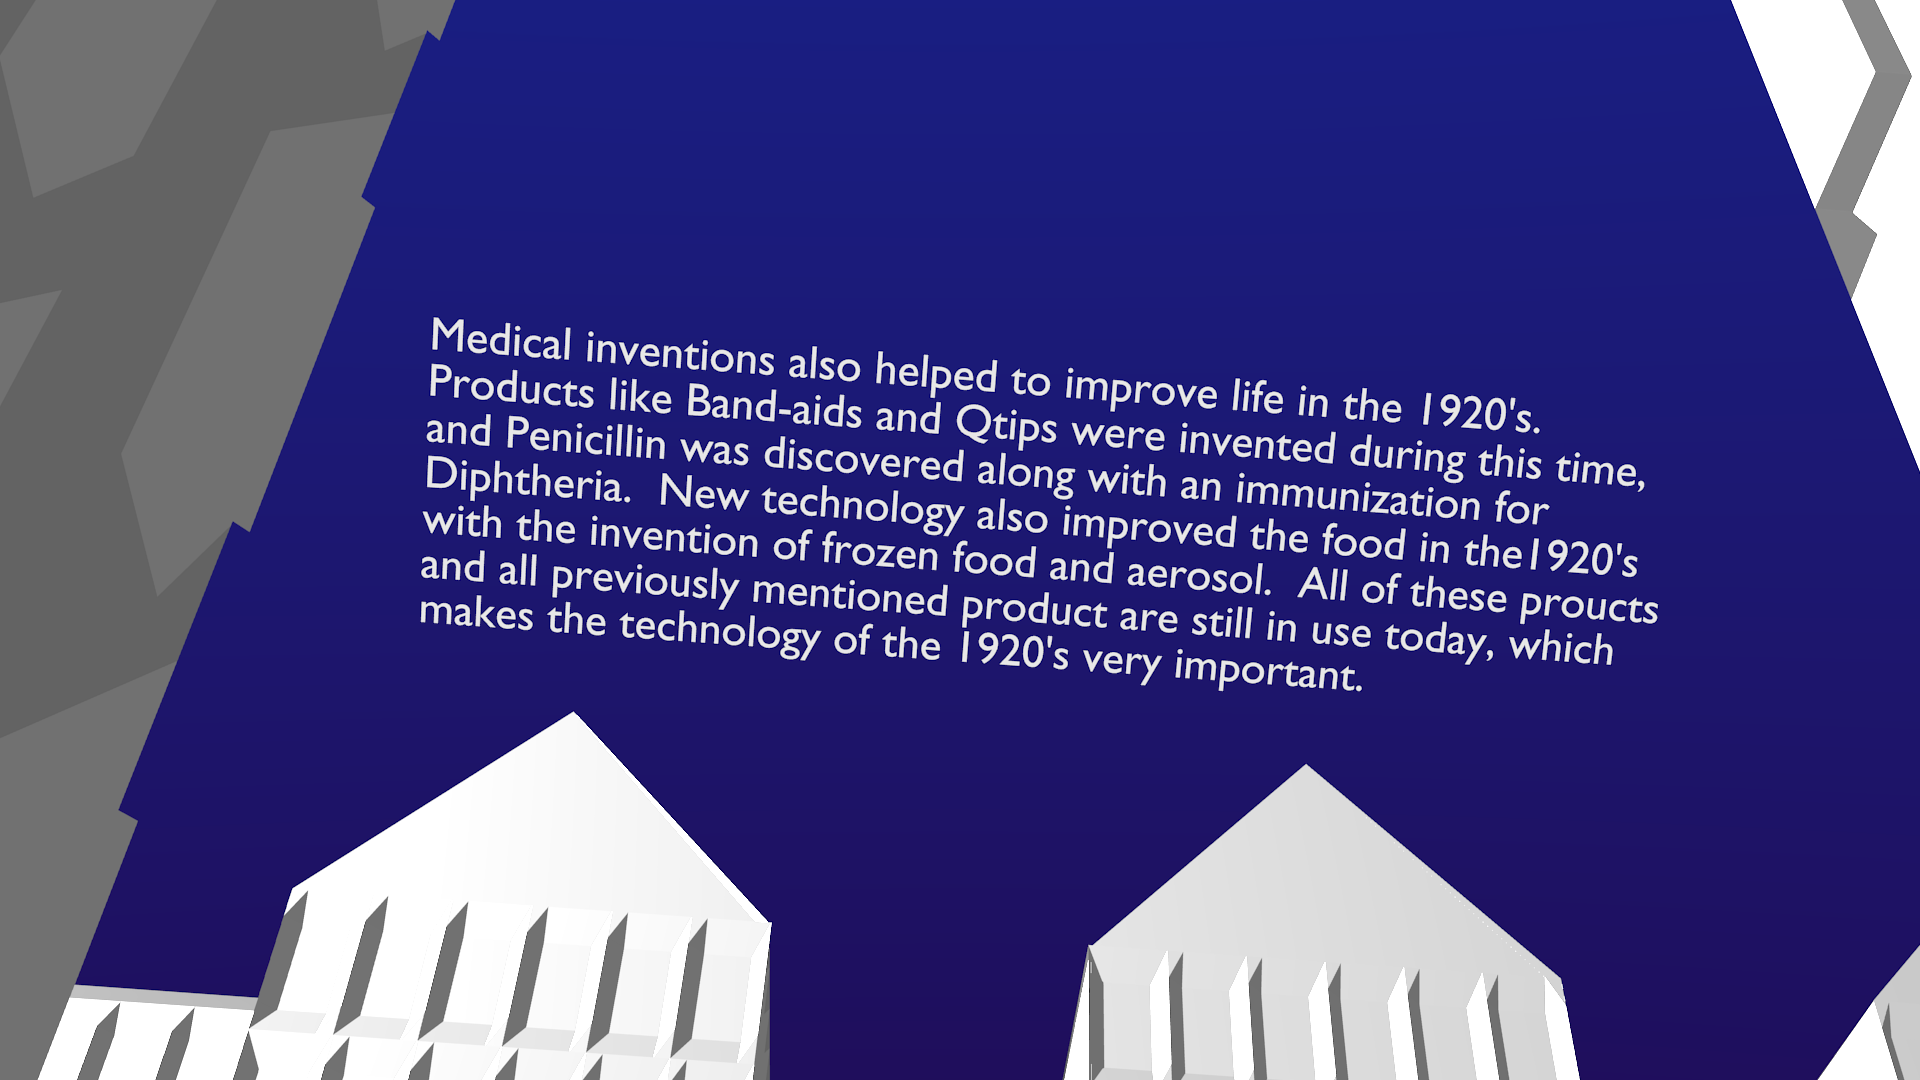 Medical inventions also helped to improve life in the 1920's.
Products like Band-aids and Qtips were invented during this time,
and Penicillin was discovered along with an immunization for
Diphtheria.  New technology also improved the food in the1920's
with the invention of frozen food and aerosol.  All of these proucts
and all previously mentioned product are still in use today, which
makes the technology of the 1920's very important.